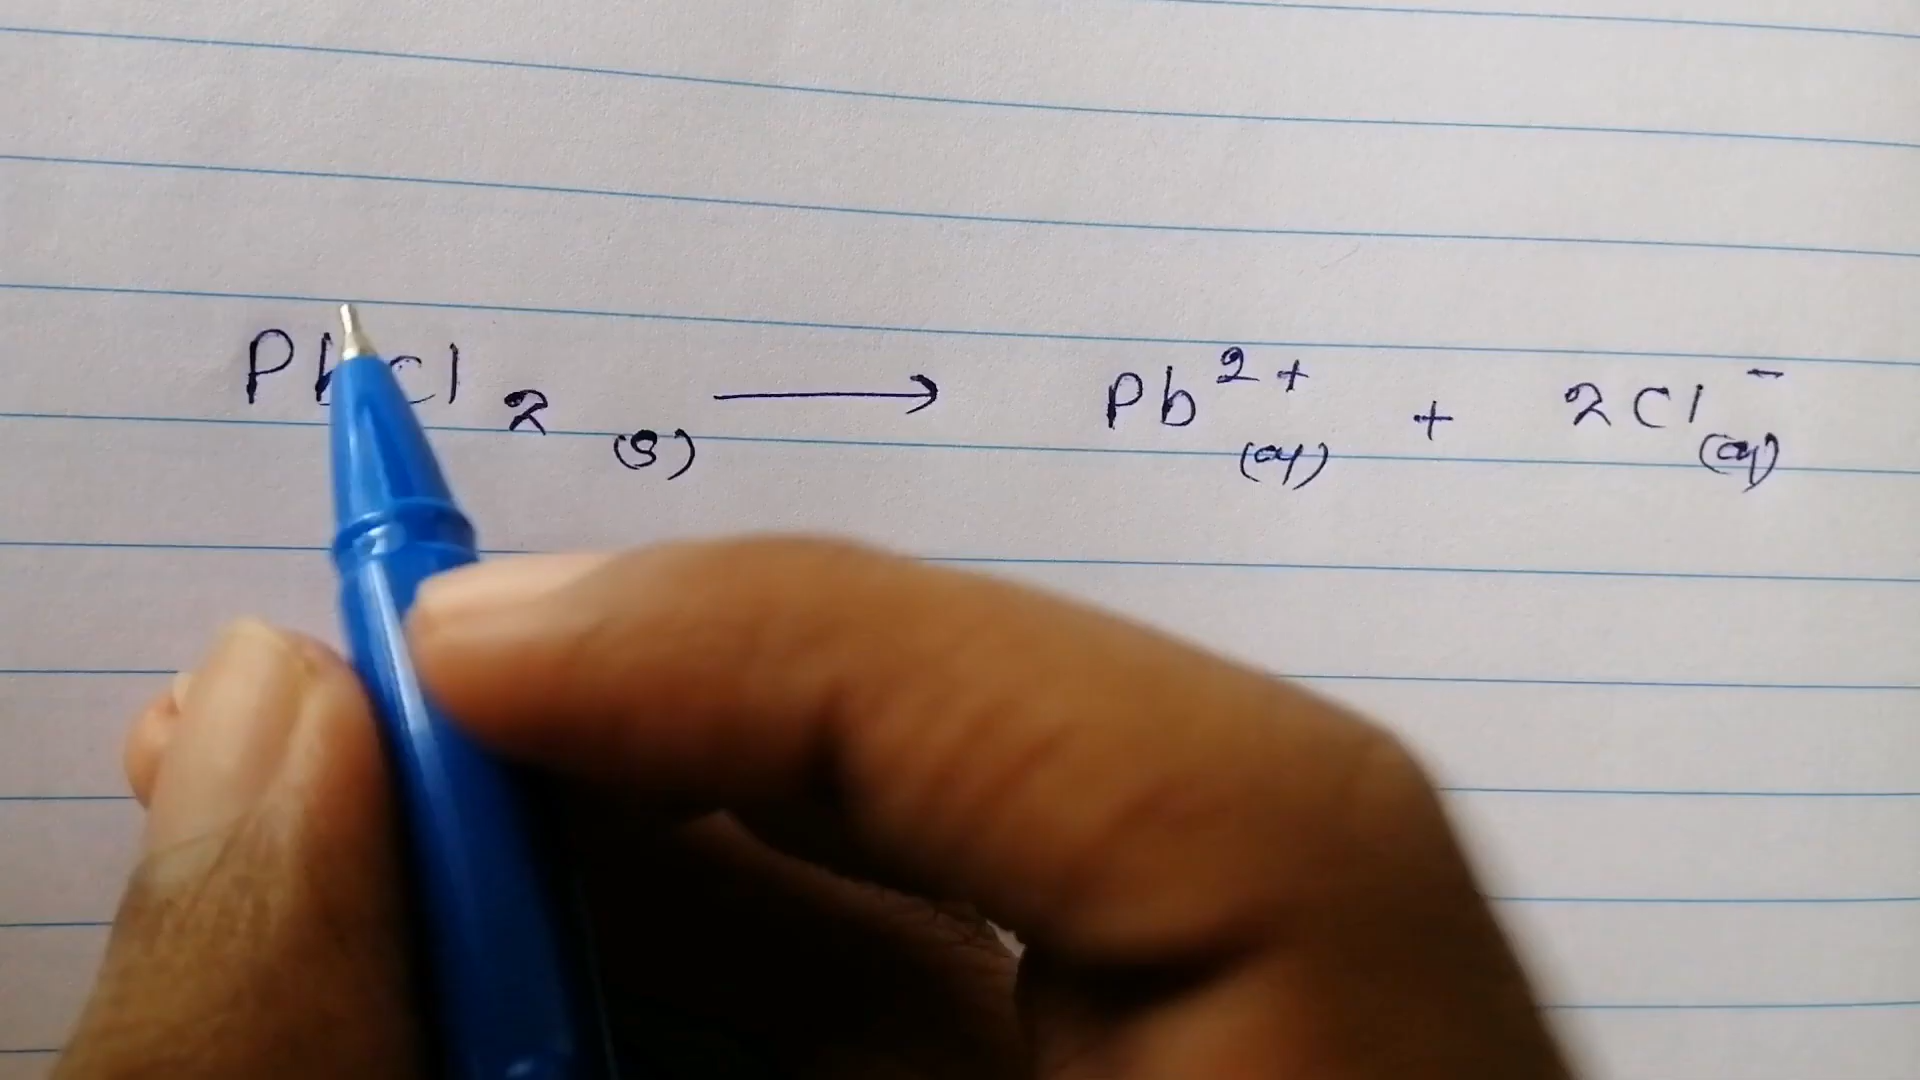 PbCl₂ (s) ⟶ Pb²⁺ (aq) + 2Cl⁻ (aq)